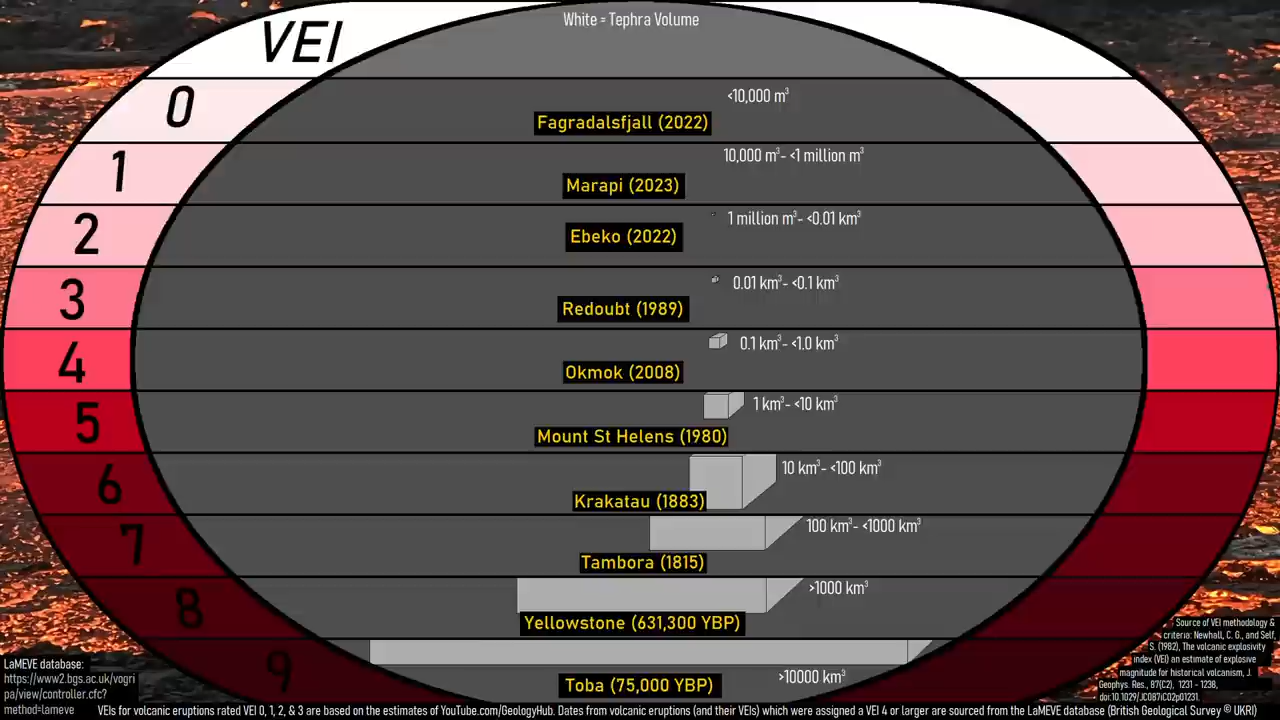 White = Tephra Volume
VEI
0
<10,000 m³
Fagradalsfjall (2022)
1
10,000 m³- <1 million m³
Marapi (2023)
2
1 million m³- <0.01 km³
Ebeko (2022)
3
0.01 km³- <0.1 km³
Redoubt (1989)
4
0.1 km³- <1.0 km³
Okmok (2008)
5
1 km³- <10 km³
Mount St Helens (1980)
6
10 km³- <100 km³
Krakatau (1883)
7
100 km³- <1000 km³
Tambora (1815)
8
>1000 km³
Yellowstone (631,300 YBP)
9
>10000 km³
Toba (75,000 YBP)
LaMEVE database:
https://www2.bgs.ac.uk/vogri
pa/view/controller.cfc?
method=lameve
Source of VEI methodology &
criteria: Newhall, C. G., and Self,
S. (1982), The volcanic explosivity
index (VEI) an estimate of explosive
magnitude for historical volcanism, J.
Geophys. Res., 87(C2), 1231 - 1238,
doi:10.1029/JC087iC02p01231.
VEIs for volcanic eruptions rated VEI 0, 1, 2, & 3 are based on the estimates of YouTube.com/GeologyHub. Dates from volcanic eruptions (and their VEIs) which were assigned a VEI 4 or larger are sourced from the LaMEVE database (British Geological Survey © UKRI)